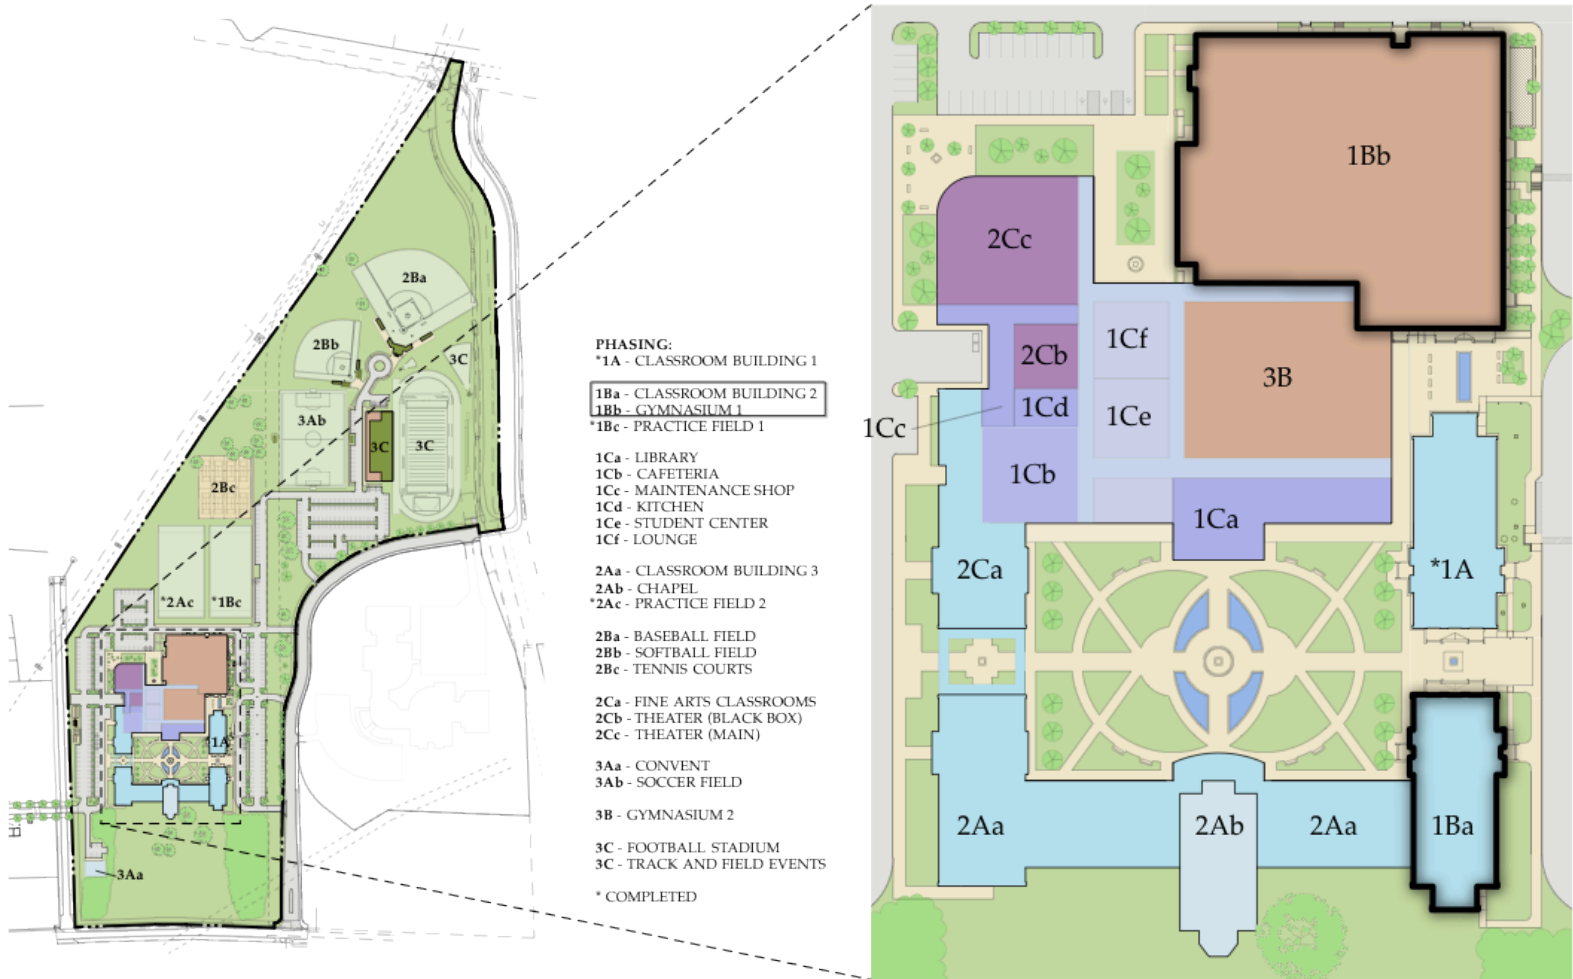 2Ba
2Bb
3C
3Ab
3C
3C
2Bc
*2Ac
*1Bc
1A
3Aa
PHASING:
*1A - CLASSROOM BUILDING 1
1Ba - CLASSROOM BUILDING 2
1Bb - GYMNASIUM 1
*1Bc - PRACTICE FIELD 1
1Ca - LIBRARY
1Cb - CAFETERIA
1Cc - MAINTENANCE SHOP
1Cd - KITCHEN
1Ce - STUDENT CENTER
1Cf - LOUNGE
2Aa - CLASSROOM BUILDING 3
2Ab - CHAPEL
*2Ac - PRACTICE FIELD 2
2Ba - BASEBALL FIELD
2Bb - SOFTBALL FIELD
2Bc - TENNIS COURTS
2Ca - FINE ARTS CLASSROOMS
2Cb - THEATER (BLACK BOX)
2Cc - THEATER (MAIN)
3Aa - CONVENT
3Ab - SOCCER FIELD
3B - GYMNASIUM 2
3C - FOOTBALL STADIUM
3C - TRACK AND FIELD EVENTS
* COMPLETED
1Bb
2Cc
1Cf
2Cb
3B
1Cd
1Ce
1Cc
1Cb
1Ca
2Ca
*1A
2Aa
2Ab
2Aa
1Ba